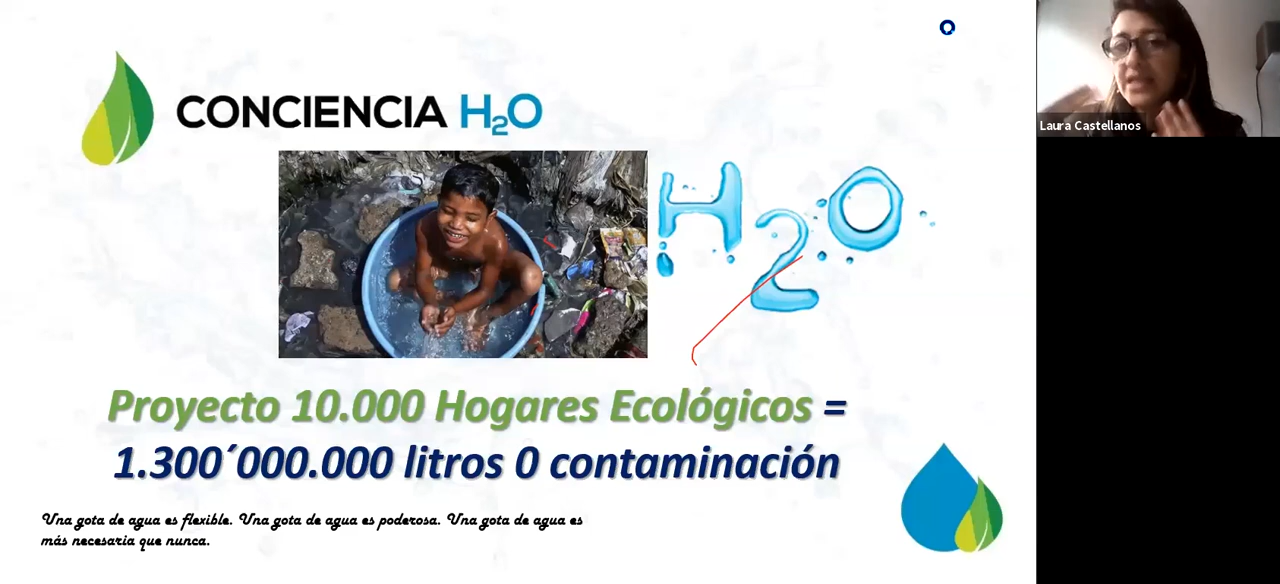 CONCIENCIA H₂O
H₂O
Proyecto 10.000 Hogares Ecológicos =
1.300´000.000 litros 0 contaminación
Una gota de agua es flexible. Una gota de agua es poderosa. Una gota de agua es
más necesaria que nunca.
Laura Castellanos